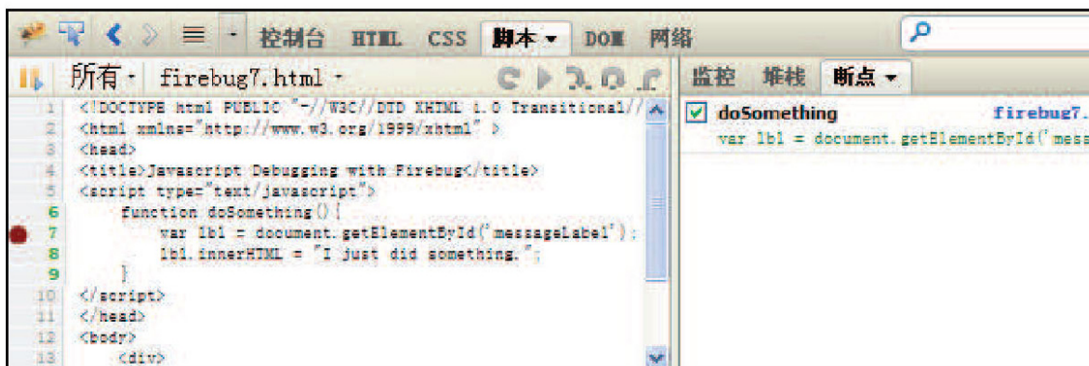 控制台 HTML CSS 脚本 DOM 网络
所有 firebug7.html
监控 堆栈 断点
1 <!DOCTYPE html PUBLIC "-//W3C//DTD XHTML 1.0 Transitional//
2 <html xmlns="http://www.w3.org/1999/xhtml" >
3 <head>
4 <title>Javascript Debugging with Firebug</title>
5 <script type="text/javascript">
6 function doSomething(){
7 var lbl = document.getElementById('messageLabel');
8 lbl.innerHTML = "I just did something.";
9 }
10 </script>
11 </head>
12 <body>
13 <div>
doSomething firebug7.
var lbl = document.getElementById('mess